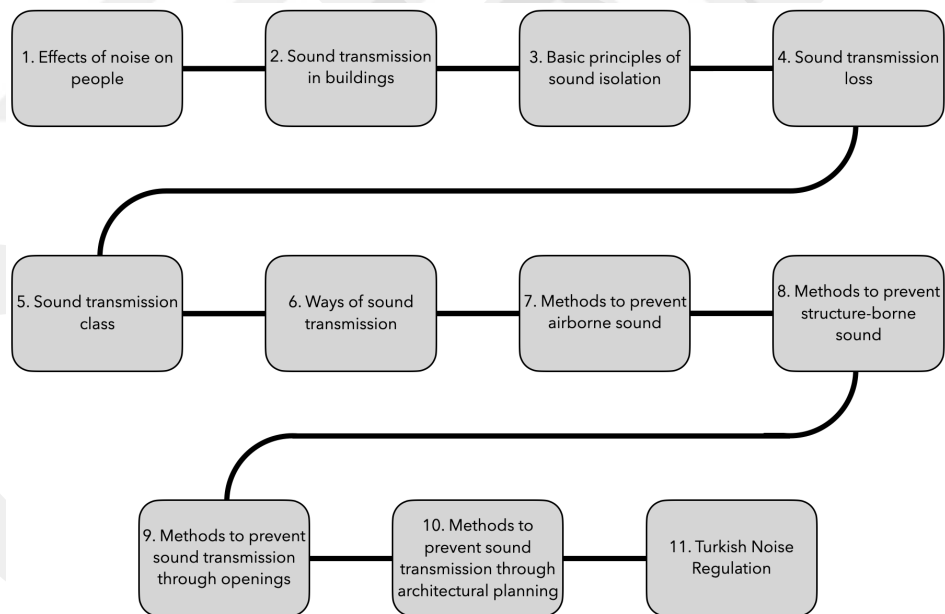 1. Effects of noise on
people
2. Sound transmission
in buildings
3. Basic principles of
sound isolation
4. Sound transmission
loss
5. Sound transmission
class
6. Ways of sound
transmission
7. Methods to prevent
airborne sound
8. Methods to prevent
structure-borne
sound
9. Methods to prevent
sound transmission
through openings
10. Methods to
prevent sound
transmission through
architectural planning
11. Turkish Noise
Regulation